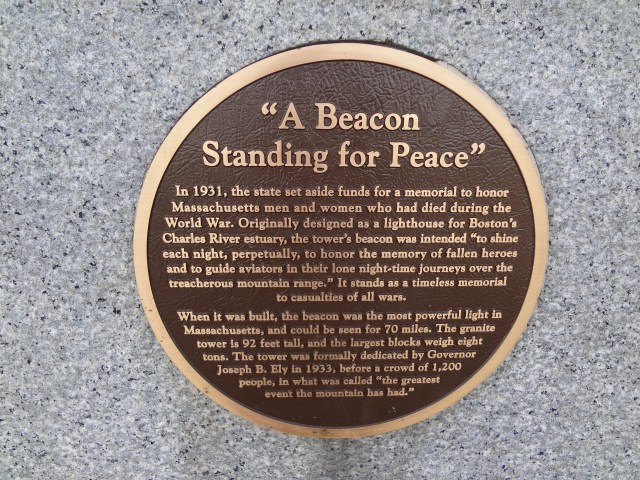 “A Beacon
Standing for Peace”
In 1931, the state set aside funds for a memorial to honor
Massachusetts men and women who had died during the
World War. Originally designed as a lighthouse for Boston’s
Charles River estuary, the tower’s beacon was intended “to shine
each night, perpetually, to honor the memory of fallen heroes
and to guide aviators in their lone night-time journeys over the
treacherous mountain range.” It stands as a timeless memorial
to casualties of all wars.
When it was built, the beacon was the most powerful light in
Massachusetts, and could be seen for 70 miles. The granite
tower is 92 feet tall, and the largest blocks weigh eight
tons. The tower was formally dedicated by Governor
Joseph B. Ely in 1933, before a crowd of 1,200
people, in what was called “the greatest
event the mountain has had.”